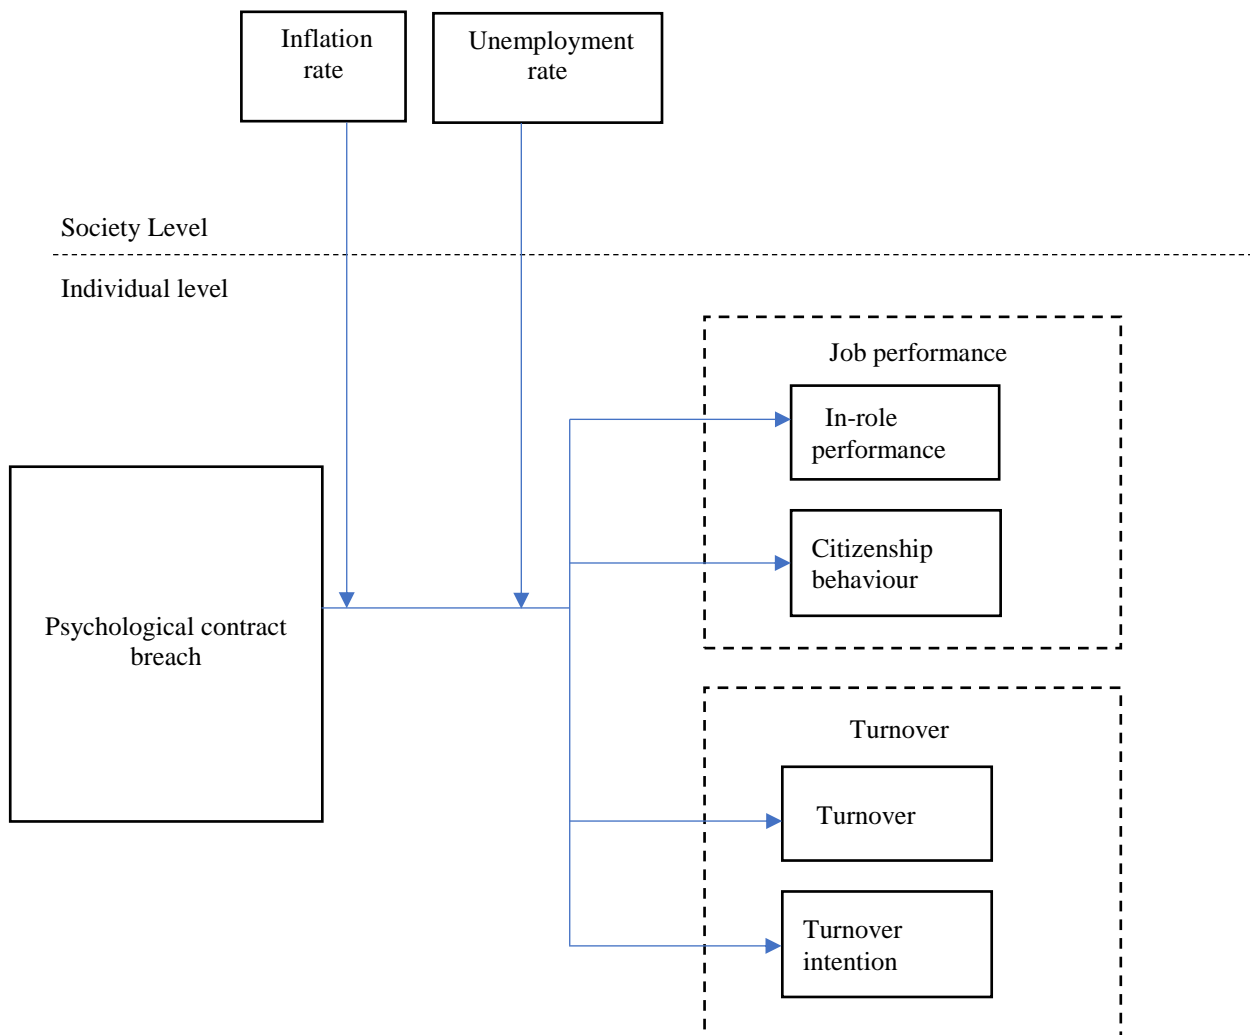 Inflation
rate
Unemployment
rate
Society Level
Individual level
Job performance
In-role
performance
Citizenship
behaviour
Psychological contract
breach
Turnover
Turnover
Turnover
intention